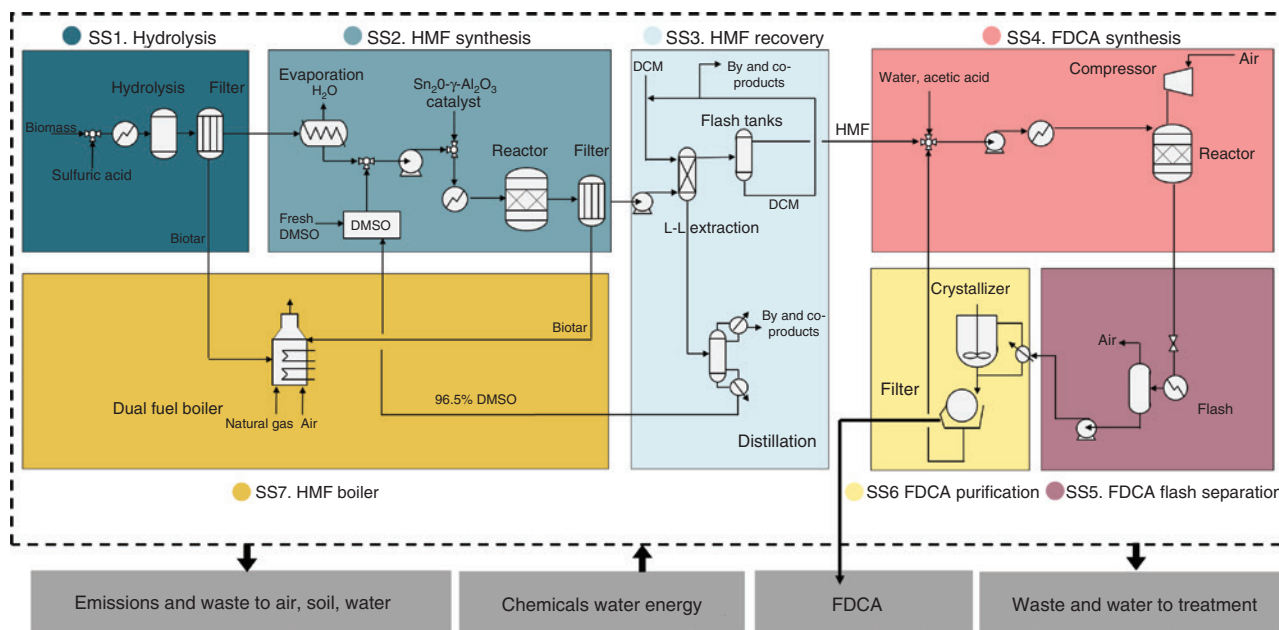 SS1. Hydrolysis
Hydrolysis
Filter
Biomass
Sulfuric acid
Biotar
SS2. HMF synthesis
Evaporation
H₂O
Sn₂0-γ-Al₂O₃
catalyst
Reactor
Filter
Fresh
DMSO
DMSO
SS3. HMF recovery
DCM
By and co-
products
Flash tanks
DCM
L-L extraction
By and co-
products
Distillation
HMF
SS4. FDCA synthesis
Water, acetic acid
Compressor
Air
Reactor
Biotar
Dual fuel boiler
Natural gas
Air
96.5% DMSO
SS7. HMF boiler
Crystallizer
Filter
SS6 FDCA purification
Air
Flash
SS5. FDCA flash separation
Emissions and waste to air, soil, water
Chemicals water energy
FDCA
Waste and water to treatment